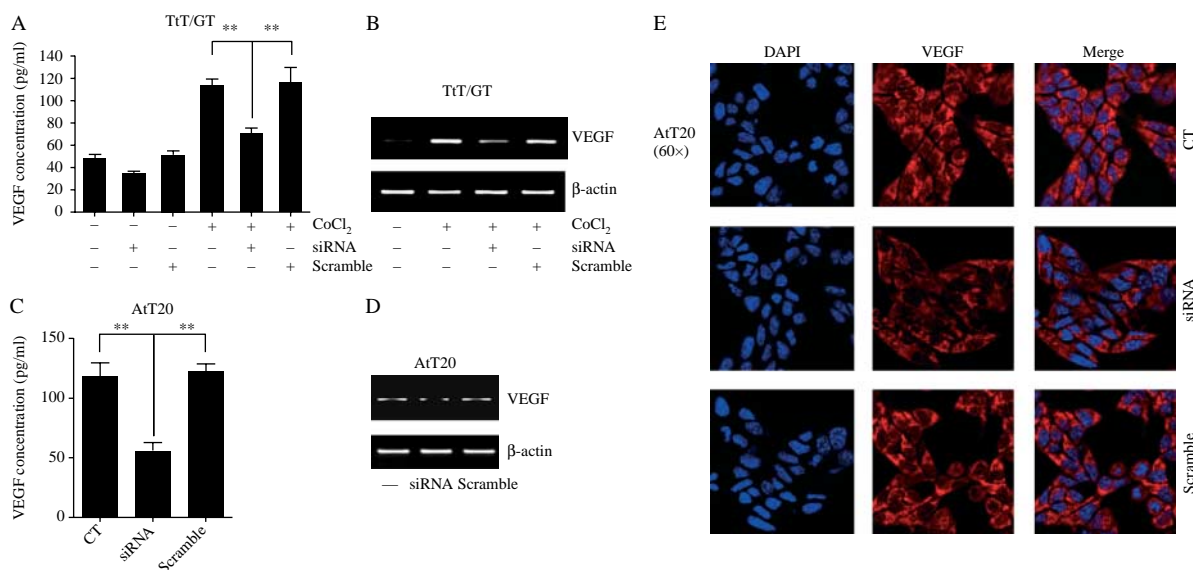 A
TtT/GT
** **
VEGF concentration (pg/ml)
140
120
100
80
60
40
20
0
– – – + + + CoCl₂
– + – – + – siRNA
– – + – – + Scramble
B
TtT/GT
VEGF
β-actin
– + + + CoCl₂
– – + – siRNA
– – – + Scramble
C
AtT20
** **
VEGF concentration (pg/ml)
150
100
50
0
CT siRNA Scramble
D
AtT20
VEGF
β-actin
— siRNA Scramble
E
DAPI VEGF Merge
AtT20
(60×)
CT
siRNA
Scramble